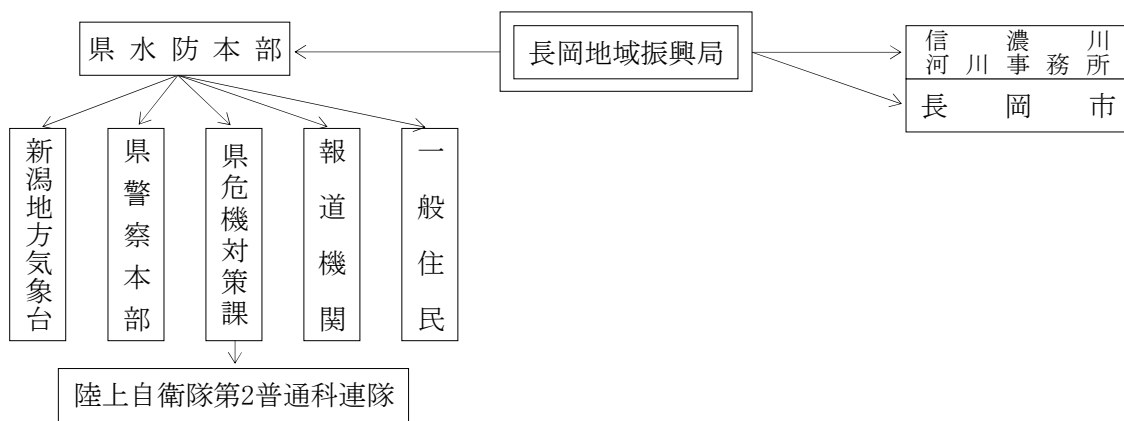 県水防本部
長岡地域振興局
信濃川
河川事務所
長岡市
新潟地方気象台
県警察本部
県危機対策課
報道機関
一般住民
陸上自衛隊第2普通科連隊